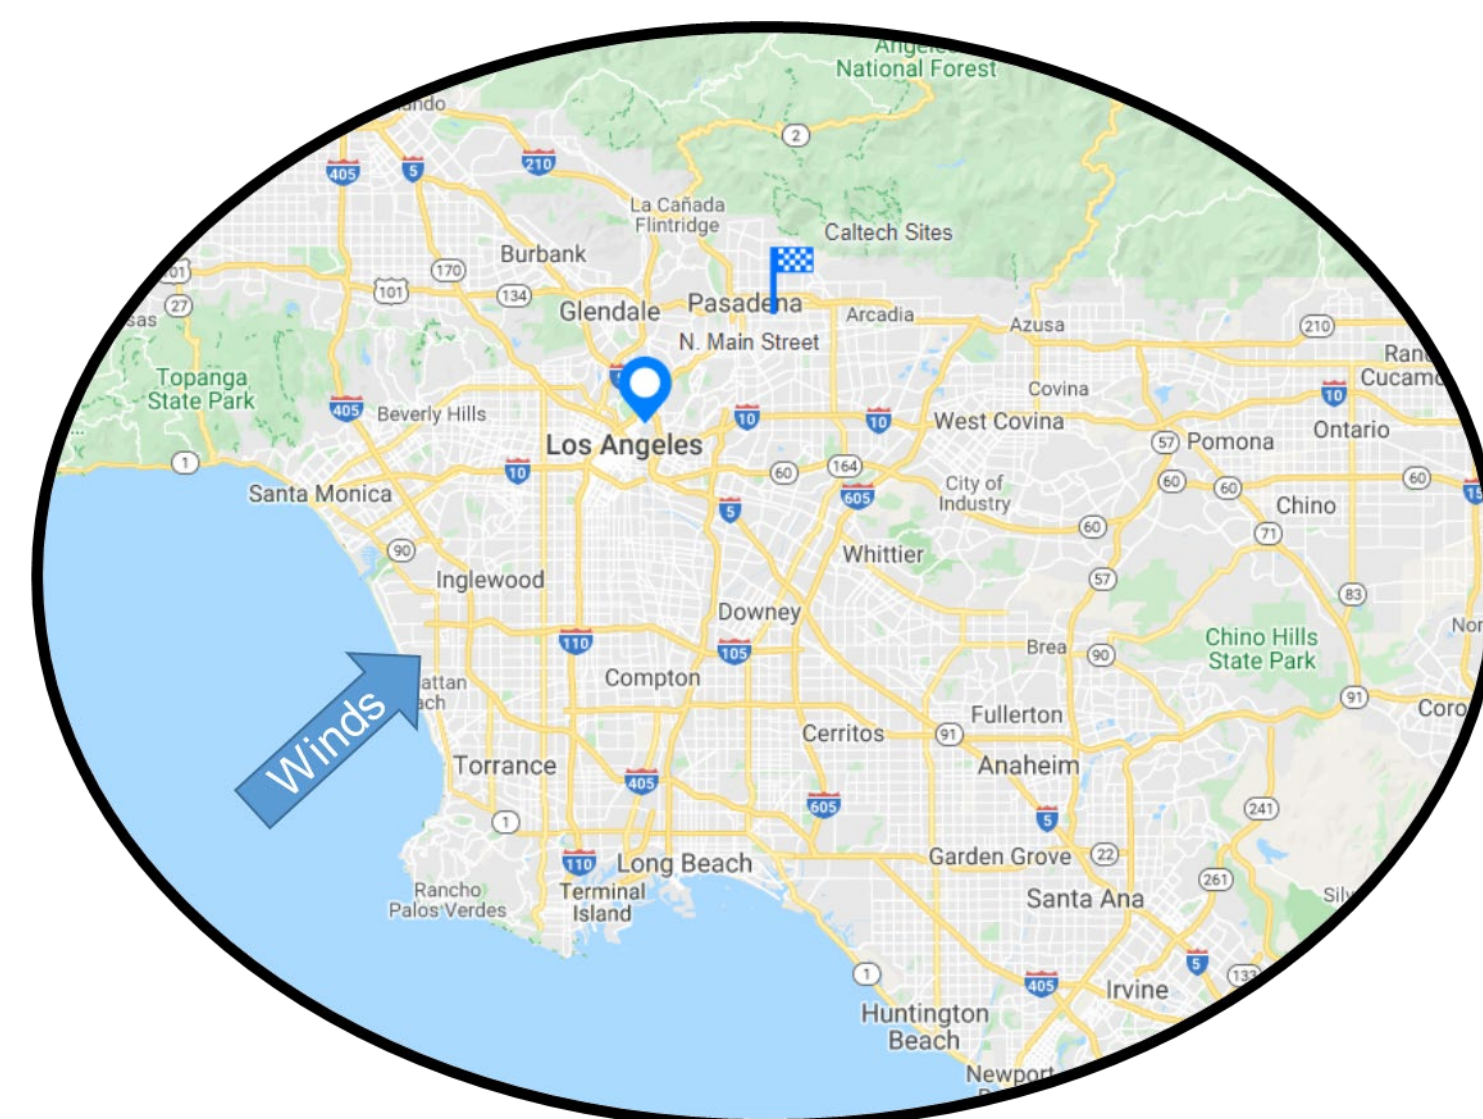 Angeles
National Forest
2
405
5
210
La Cañada
Flintridge
Caltech Sites
Burbank
170
101
134
27
Glendale
Pasadena
Arcadia
Azusa
210
N. Main Street
Topanga
State Park
405
Beverly Hills
Los Angeles
10
10
West Covina
Covina
57
Pomona
10
Ontario
1
Santa Monica
10
60
164
605
5
City of
Industry
60
60
60
Chino
15
90
Whittier
60
71
Inglewood
57
83
Downey
110
105
Brea
90
Chino Hills
State Park
Compton
91
Winds
Cerritos
91
Fullerton
Torrance
Anaheim
405
605
5
241
1
110
Long Beach
Garden Grove
22
261
Rancho
Palos Verdes
Terminal
Island
Santa Ana
1
405
5
133
Irvine
Huntington
Beach
Newport